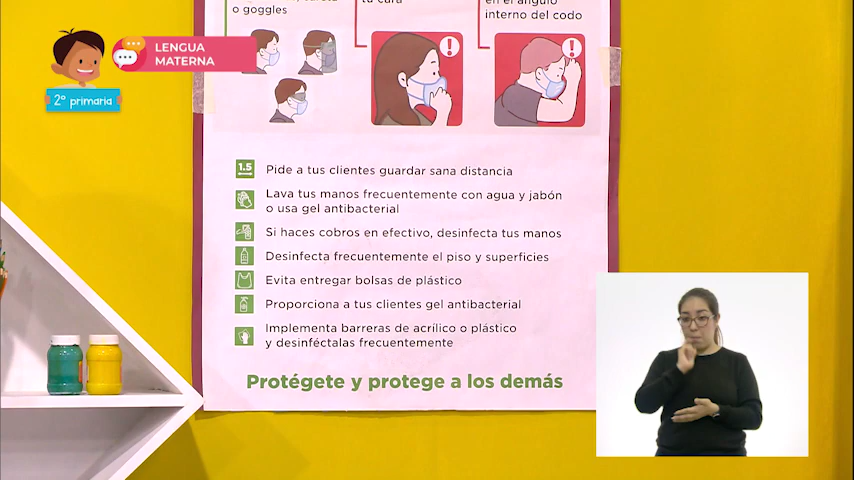 o goggles
tu cara
en el ángulo
interno del codo
LENGUA
MATERNA
2° primaria
!
!
1.5
Pide a tus clientes guardar sana distancia
Lava tus manos frecuentemente con agua y jabón
o usa gel antibacterial
Si haces cobros en efectivo, desinfecta tus manos
Desinfecta frecuentemente el piso y superficies
Evita entregar bolsas de plástico
Proporciona a tus clientes gel antibacterial
Implementa barreras de acrílico o plástico
y desinféctalas frecuentemente
Protégete y protege a los demás